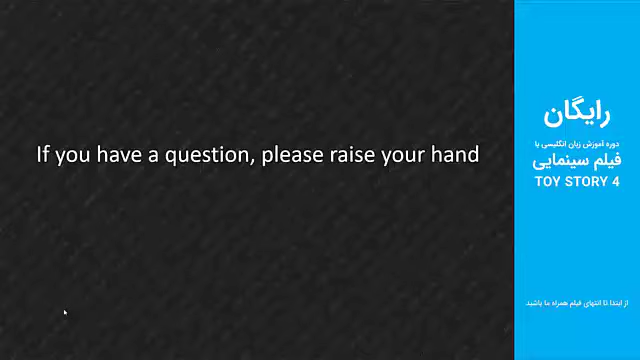 If you have a question, please raise your hand
رایگان
دوره آموزش زبان انگلیسی با
فیلم سینمایی
TOY STORY 4
از ابتدا تا انتهای فیلم همراه ما باشید